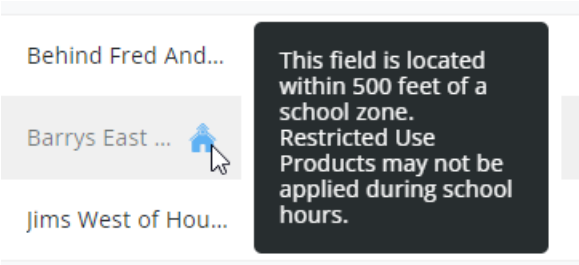 Behind Fred And...
Barrys East ...
Jims West of Hou...
This field is located
within 500 feet of a
school zone.
Restricted Use
Products may not be
applied during school
hours.